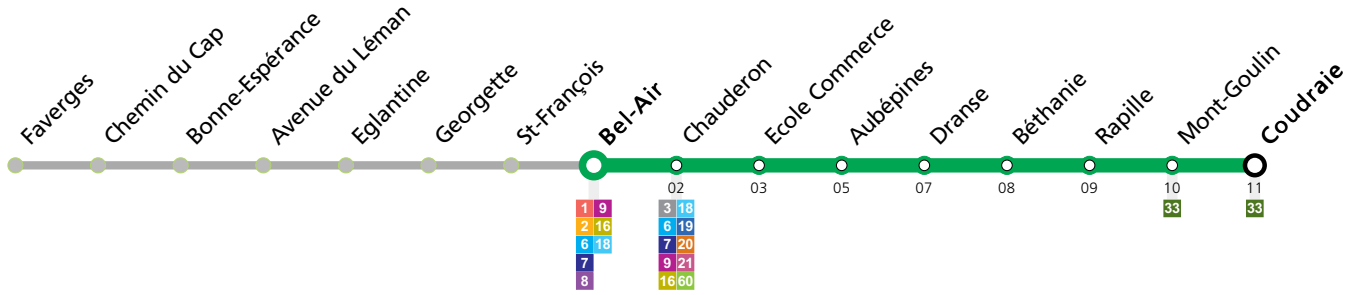 Faverges
Chemin du Cap
Bonne-Espérance
Avenue du Léman
Eglantine
Georgette
St-François
Bel-Air
Chauderon
Ecole Commerce
Aubépines
Dranse
Béthanie
Rapille
Mont-Goulin
Coudraie
02 03 05 07 08 09 10 11
1 9 3 18 33 33
2 16 6 19
6 18 7 20
7 9 21
8 16 60